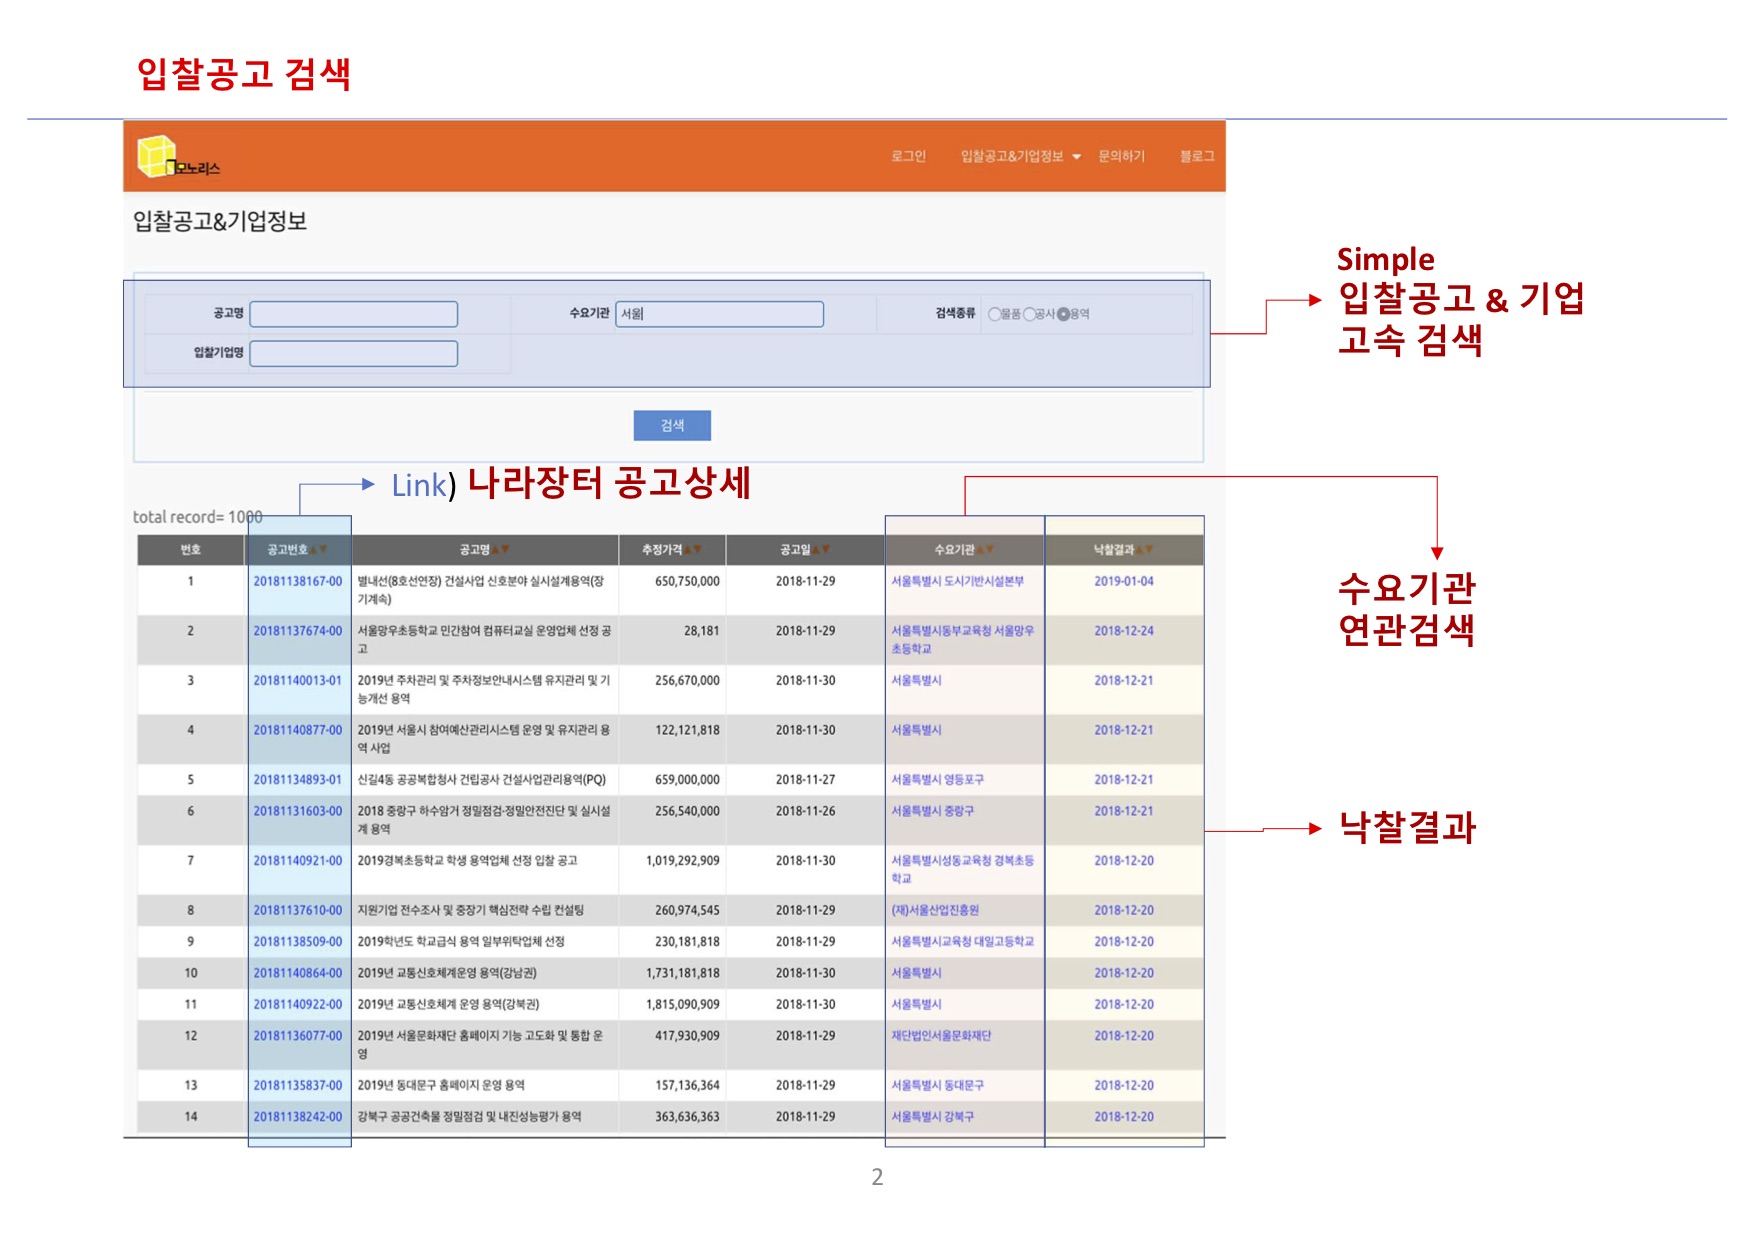 입찰공고 검색
모노리스
로그인 입찰공고&기업정보 문의하기 블로그
입찰공고&기업정보
Simple
입찰공고 & 기업
고속 검색
공고명 수요기관 서울 검색종류 물품 공사 용역
입찰기업명
검색
Link) 나라장터 공고상세
total record= 1000
번호 공고번호▲▼ 공고명▲▼ 추정가격▲▼ 공고일▲▼ 수요기관▲▼ 낙찰결과▲▼
1 20181138167-00 별내선(8호선연장) 건설사업 신호분야 실시설계용역(장 650,750,000 2018-11-29 서울특별시 도시기반시설본부 2019-01-04
기계속)
2 20181137674-00 서울망우초등학교 민간참여 컴퓨터교실 운영업체 선정 공 28,181 2018-11-29 서울특별시동부교육청 서울망우 2018-12-24
고 초등학교
3 20181140013-01 2019년 주차관리 및 주차정보안내시스템 유지관리 및 기 256,670,000 2018-11-30 서울특별시 2018-12-21
능개선 용역
4 20181140877-00 2019년 서울시 참여예산관리시스템 운영 및 유지관리 용 122,121,818 2018-11-30 서울특별시 2018-12-21
역 사업
5 20181134893-01 신길4동 공공복합청사 건립공사 건설사업관리용역(PQ) 659,000,000 2018-11-27 서울특별시 영등포구 2018-12-21
6 20181131603-00 2018 중랑구 하수암거 정밀점검·정밀안전진단 및 실시설 256,540,000 2018-11-26 서울특별시 중랑구 2018-12-21
계 용역
7 20181140921-00 2019경복초등학교 학생 용역업체 선정 입찰 공고 1,019,292,909 2018-11-30 서울특별시성동교육청 경복초등 2018-12-20
학교
8 20181137610-00 지원기업 전수조사 및 중장기 핵심전략 수립 컨설팅 260,974,545 2018-11-29 (재)서울산업진흥원 2018-12-20
9 20181138509-00 2019학년도 학교급식 용역 일부위탁업체 선정 230,181,818 2018-11-29 서울특별시교육청 대일고등학교 2018-12-20
10 20181140864-00 2019년 교통신호체계운영 용역(강남권) 1,731,181,818 2018-11-30 서울특별시 2018-12-20
11 20181140922-00 2019년 교통신호체계 운영 용역(강북권) 1,815,090,909 2018-11-30 서울특별시 2018-12-20
12 20181136077-00 2019년 서울문화재단 홈페이지 기능 고도화 및 통합 운 417,930,909 2018-11-29 재단법인서울문화재단 2018-12-20
영
13 20181135837-00 2019년 동대문구 홈페이지 운영 용역 157,136,364 2018-11-29 서울특별시 동대문구 2018-12-20
14 20181138242-00 강북구 공공건축물 정밀점검 및 내진성능평가 용역 363,636,363 2018-11-29 서울특별시 강북구 2018-12-20
수요기관
연관검색
낙찰결과
2